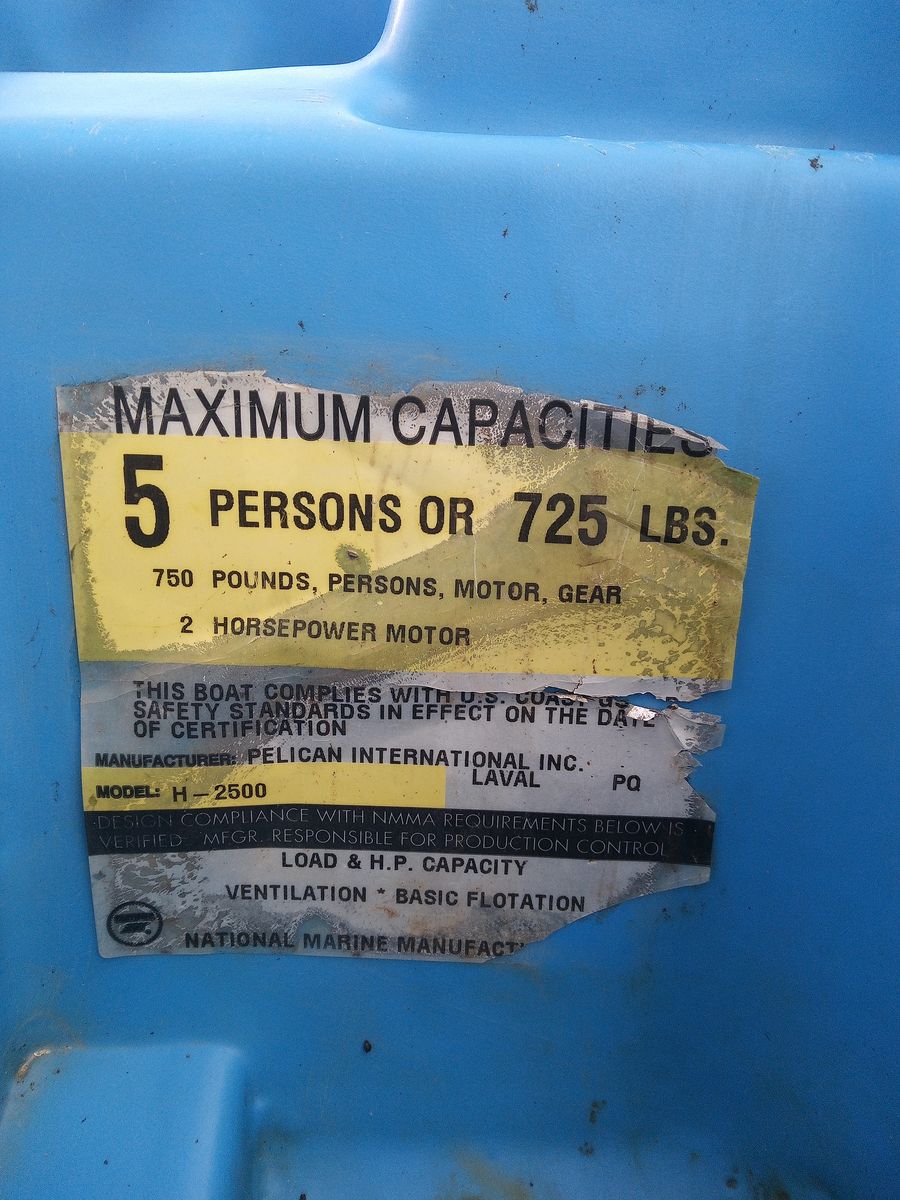 MAXIMUM CAPACITIES
5 PERSONS OR 725 LBS.
750 POUNDS, PERSONS, MOTOR, GEAR
2 HORSEPOWER MOTOR
THIS BOAT COMPLIES WITH U.S. COAST
SAFETY STANDARDS IN EFFECT ON THE DATE
OF CERTIFICATION
MANUFACTURER: PELICAN INTERNATIONAL INC.
LAVAL PQ
MODEL: H-2500
DESIGN COMPLIANCE WITH NMMA REQUIREMENTS BELOW IS
VERIFIED MFGR. RESPONSIBLE FOR PRODUCTION CONTROL
LOAD & H.P. CAPACITY
VENTILATION * BASIC FLOTATION
NATIONAL MARINE MANUFACT